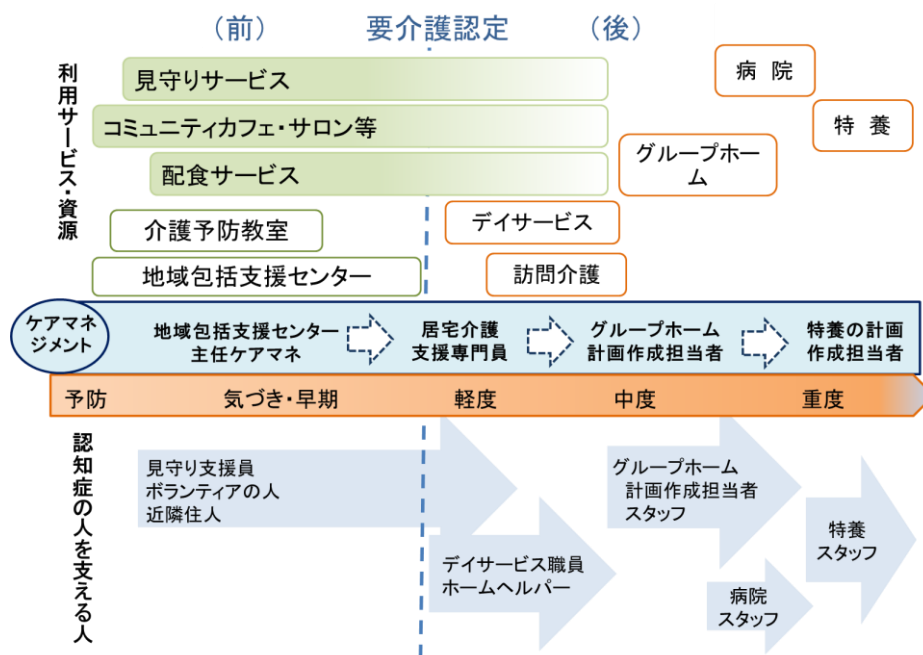 （前）
要介護認定
（後）
利用サービス・資源
見守りサービス
コミュニティカフェ・サロン等
配食サービス
介護予防教室
地域包括支援センター
病 院
特 養
グループホー
ム
デイサービス
訪問介護
ケアマネ
ジメント
地域包括支援センター
主任ケアマネ
居宅介護
支援専門員
グループホーム
計画作成担当者
特養の計画
作成担当者
予防
気づき・早期
軽度
中度
重度
認知症の人を支える人
見守り支援員
ボランティアの人
近隣住人
デイサービス職員
ホームヘルパー
グループホーム
計画作成担当者
スタッフ
病院
スタッフ
特養
スタッフ